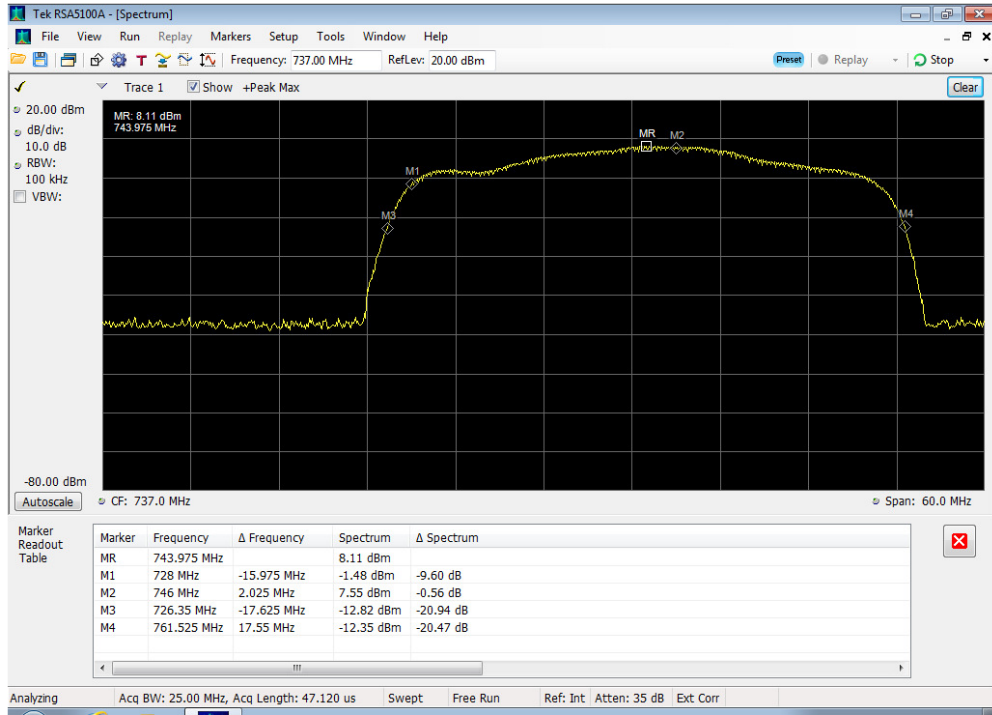 Tek RSA5100A - [Spectrum]
File View Run Replay Markers Setup Tools Window Help
T Frequency: 737.00 MHz RefLev: 20.00 dBm Preset Replay Stop
Trace 1 Show +Peak Max Clear
20.00 dBm
dB/div:
10.0 dB
RBW:
100 kHz
VBW:
MR: 8.11 dBm
743.975 MHz
MR M2
M1
M3 M4
-80.00 dBm
Autoscale CF: 737.0 MHz Span: 60.0 MHz
Marker
Readout
Table
Marker Frequency Δ Frequency Spectrum Δ Spectrum
MR 743.975 MHz 8.11 dBm
M1 728 MHz -15.975 MHz -1.48 dBm -9.60 dB
M2 746 MHz 2.025 MHz 7.55 dBm -0.56 dB
M3 726.35 MHz -17.625 MHz -12.82 dBm -20.94 dB
M4 761.525 MHz 17.55 MHz -12.35 dBm -20.47 dB
Analyzing Acq BW: 25.00 MHz, Acq Length: 47.120 us Swept Free Run Ref: Int Atten: 35 dB Ext Corr